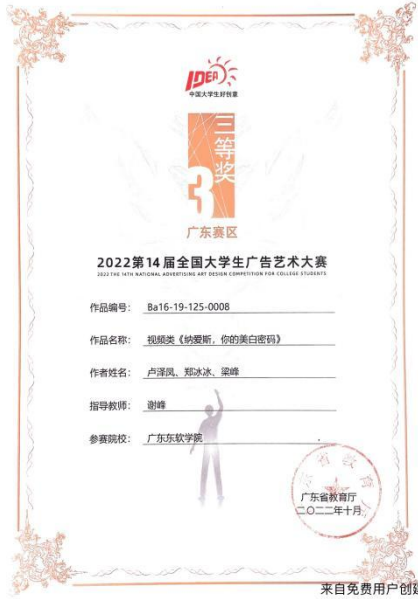 IDEA
中国大学生好创意
三等奖
3
广东赛区
2022第14届全国大学生广告艺术大赛
2022 THE 14TH NATIONAL ADVERTISING ART DESIGN COMPETITION FOR COLLEGE STUDENTS
作品编号： Ba16-19-125-0008
作品名称： 视频类《纳爱斯，你的美白密码》
作者姓名： 卢泽凤、郑冰冰、梁峰
指导教师： 谢峰
参赛院校： 广东东软学院
省教育
广东省教育厅
二〇二二年十月
来自免费用户创建